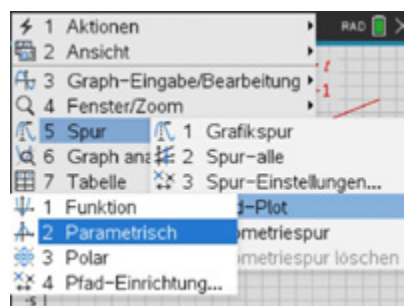 1 Aktionen
RAD
2 Ansicht
3 Graph-Eingabe/Bearbeitung
4 Fenster/Zoom
5 Spur
1 Grafikspur
6 Graph ana
2 Spur-alle
7 Tabelle
3 Spur-Einstellungen...
1 Funktion
d-Plot
2 Parametrisch
ometriespur
3 Polar
ometriespur löschen
4 Pfad-Einrichtung...
-5
t
-1